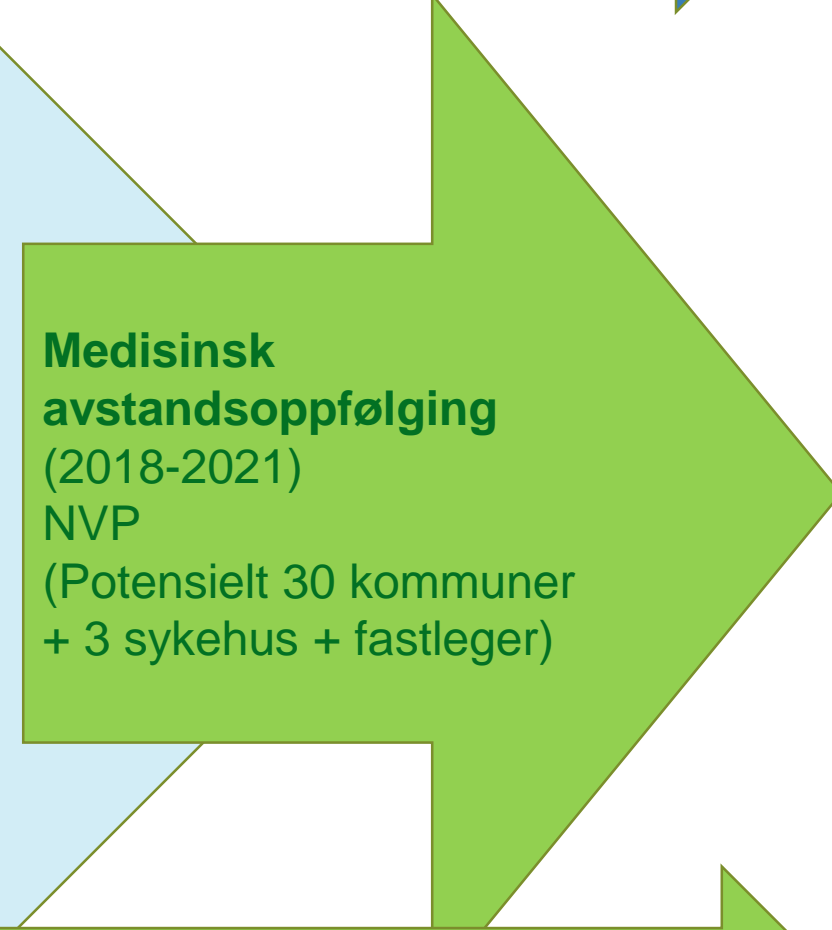 Medisinsk
avstandsoppfølging
(2018-2021)
NVP
(Potensielt 30 kommuner
+ 3 sykehus + fastleger)